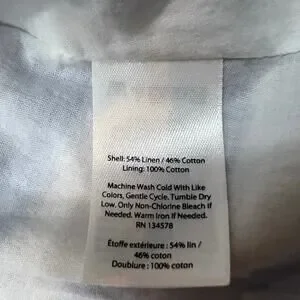 Shell: 54% Linen / 46% Cotton
Lining: 100% Cotton
Machine Wash Cold With Like
Colors, Gentle Cycle. Tumble Dry
Low. Only Non-Chlorine Bleach If
Needed. Warm Iron If Needed.
RN 134578
Étoffe extérieure : 54% lin /
46% coton
Doublure : 100% coton